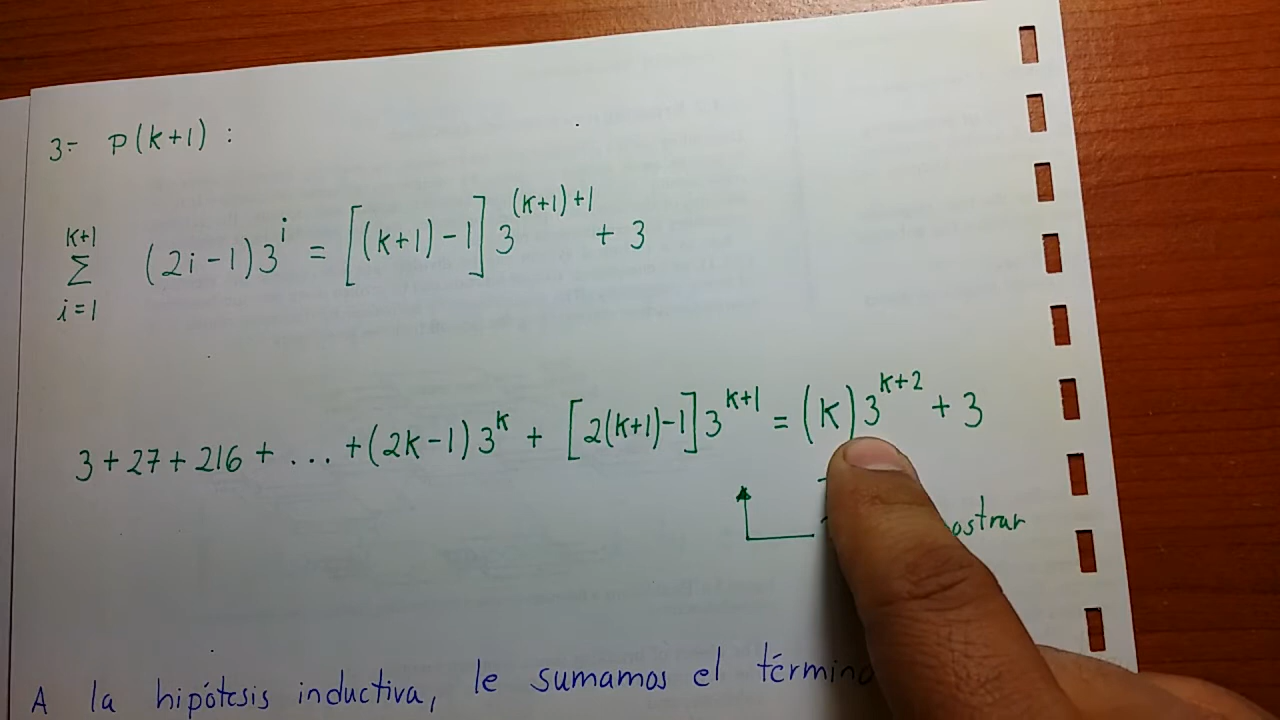 3- P(k+1) :
k+1 ∑ i=1 (2i-1)3^i = [(k+1)-1] 3^(k+1)+1 + 3
3+27+216+ ... +(2k-1)3^k + [2(k+1)-1]3^k+1 = (k)3^k+2 + 3
A la hipótesis inductiva, le sumamos el término